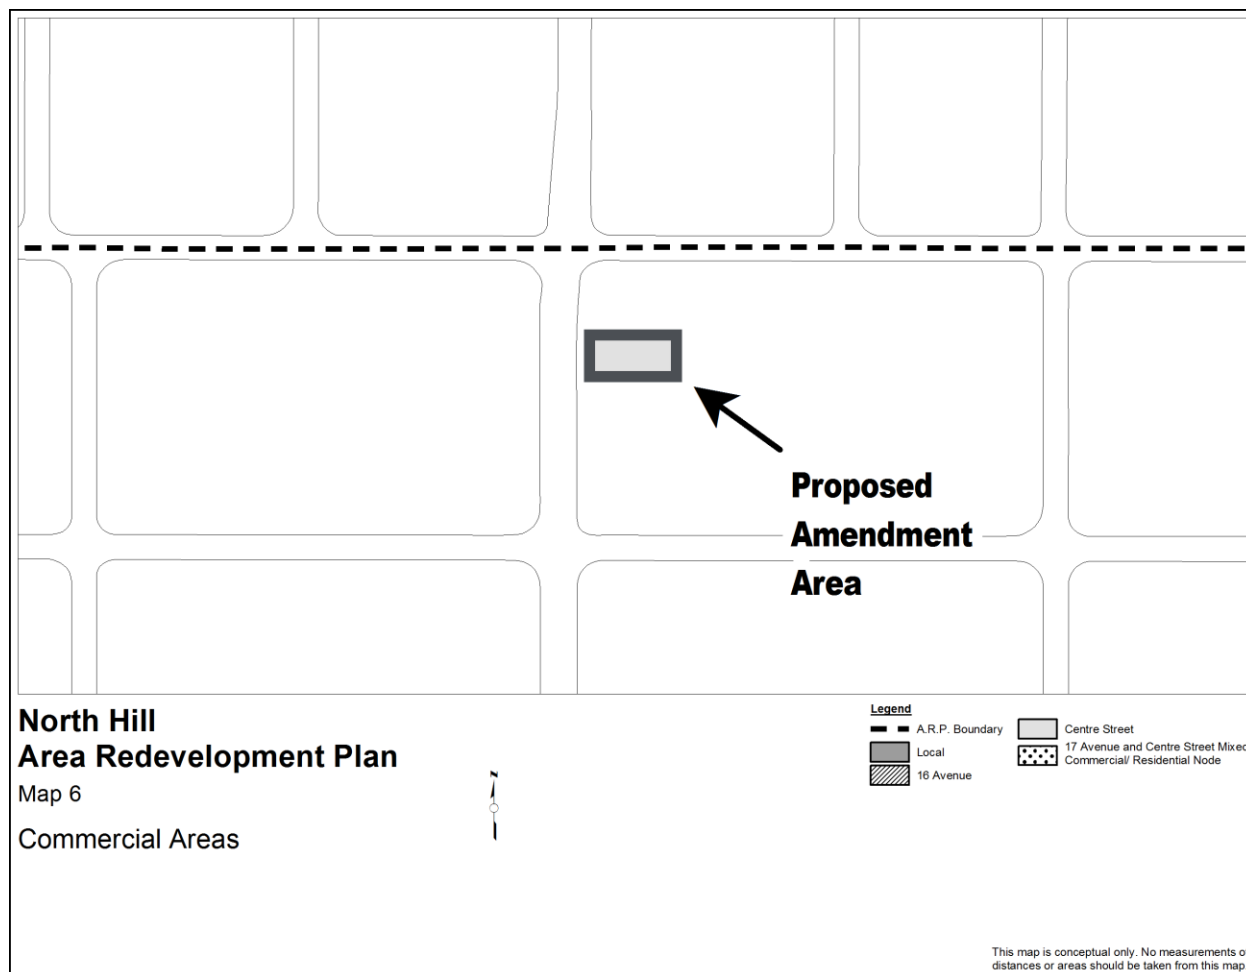 Proposed
Amendment
Area
North Hill
Area Redevelopment Plan
Map 6
Commercial Areas
N
Legend
A.R.P. Boundary
Local
16 Avenue
Centre Street
17 Avenue and Centre Street Mixed
Commercial/ Residential Node
This map is conceptual only. No measurements of
distances or areas should be taken from this map